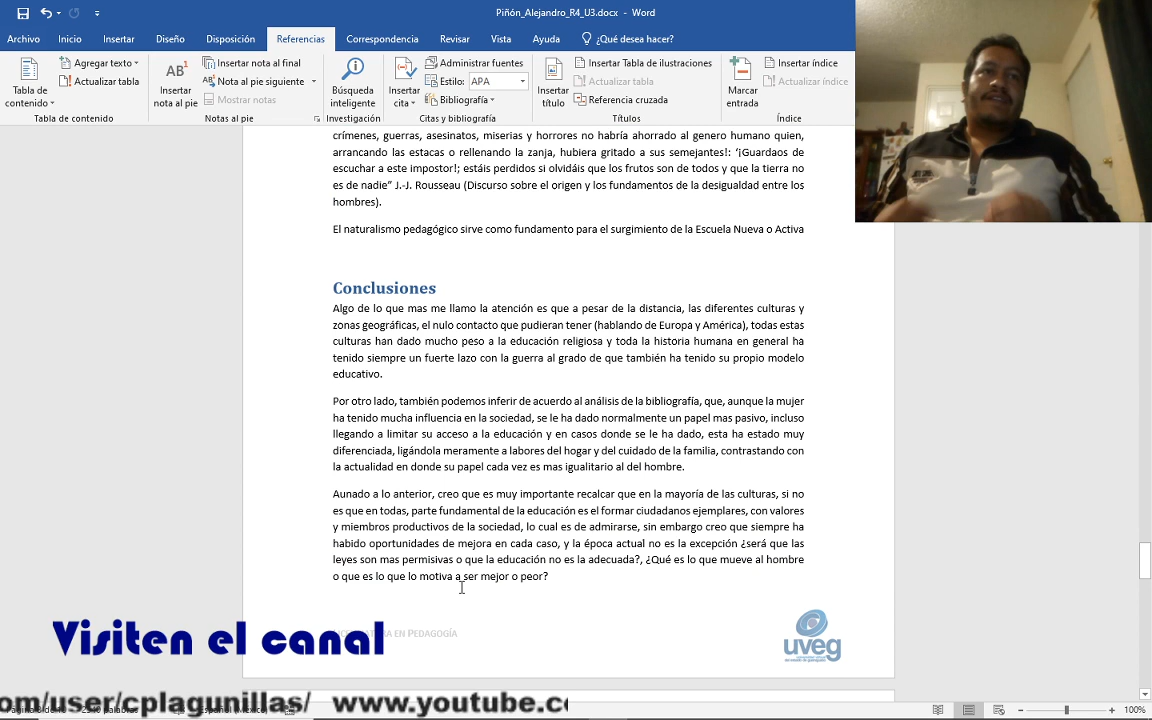 Piñón_Alejandro_R4_U3.docx - Word
Archivo Inicio Insertar Diseño Disposición Referencias Correspondencia Revisar Vista Ayuda ¿Qué desea hacer?
Tabla de contenido
Agregar texto
Actualizar tabla
Tabla de contenido
AB1
Insertar nota al pie
Insertar nota al final
Nota al pie siguiente
Mostrar notas
Notas al pie
Búsqueda inteligente
Investigación
Insertar cita
Administrar fuentes
Estilo: APA
Bibliografía
Citas y bibliografía
Insertar título
Insertar Tabla de ilustraciones
Actualizar tabla
Referencia cruzada
Títulos
Marcar entrada
Insertar índice
Actualizar índice
Índice
crímenes, guerras, asesinatos, miserias y horrores no habría ahorrado al genero humano quien,
arrancando las estacas o rellenando la zanja, hubiera gritado a sus semejantes!: ‘¡Guardaos de
escuchar a este impostor!; estáis perdidos si olvidáis que los frutos son de todos y que la tierra no
es de nadie” J.-J. Rousseau (Discurso sobre el origen y los fundamentos de la desigualdad entre los
hombres).
El naturalismo pedagógico sirve como fundamento para el surgimiento de la Escuela Nueva o Activa
Conclusiones
Algo de lo que mas me llamo la atención es que a pesar de la distancia, las diferentes culturas y
zonas geográficas, el nulo contacto que pudieran tener (hablando de Europa y América), todas estas
culturas han dado mucho peso a la educación religiosa y toda la historia humana en general ha
tenido siempre un fuerte lazo con la guerra al grado de que también ha tenido su propio modelo
educativo.
Por otro lado, también podemos inferir de acuerdo al análisis de la bibliografía, que, aunque la mujer
ha tenido mucha influencia en la sociedad, se le ha dado normalmente un papel mas pasivo, incluso
llegando a limitar su acceso a la educación y en casos donde se le ha dado, esta ha estado muy
diferenciada, ligándola meramente a labores del hogar y del cuidado de la familia, contrastando con
la actualidad en donde su papel cada vez es mas igualitario al del hombre.
Aunado a lo anterior, creo que es muy importante recalcar que en la mayoría de las culturas, si no
es que en todas, parte fundamental de la educación es el formar ciudadanos ejemplares, con valores
y miembros productivos de la sociedad, lo cual es de admirarse, sin embargo creo que siempre ha
habido oportunidades de mejora en cada caso, y la época actual no es la excepción ¿será que las
leyes son mas permisivas o que la educación no es la adecuada?, ¿Qué es lo que mueve al hombre
o que es lo que lo motiva a ser mejor o peor?
Visiten el canal
en Pedagogía
uveg
om/user/cplagunillas/ www.youtube.co
100%